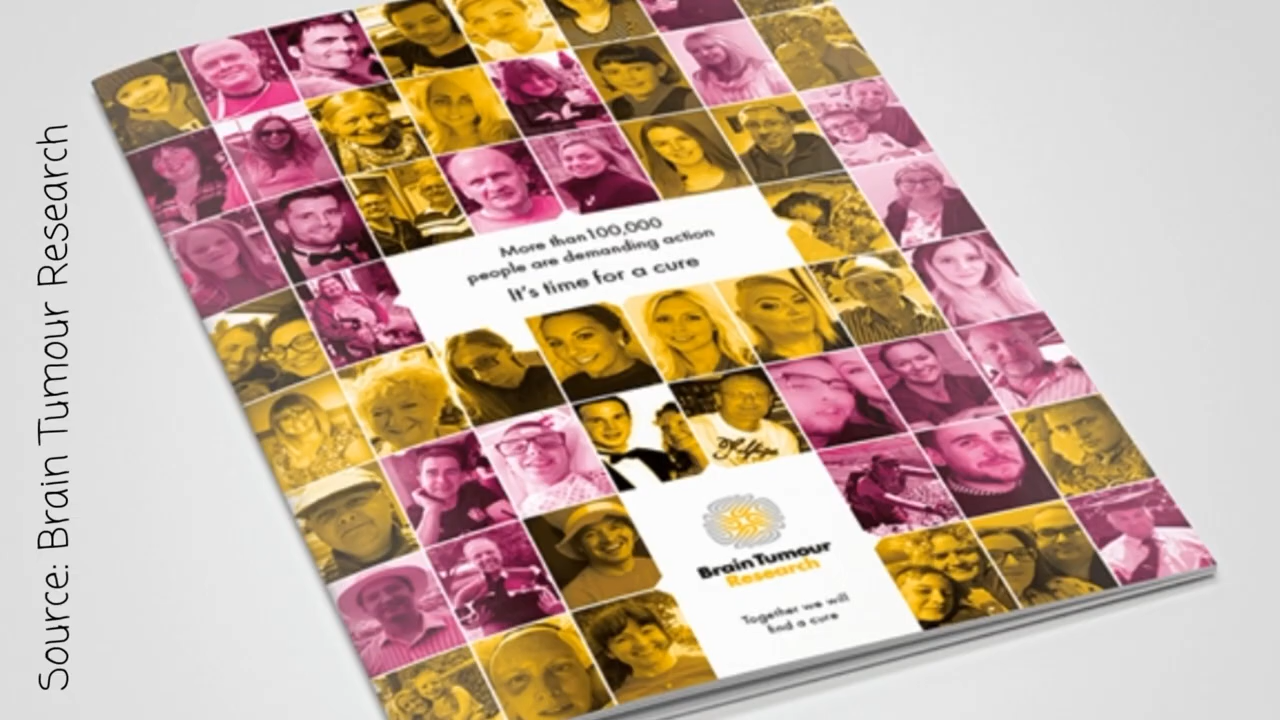 Source: Brain Tumour Research
More than 100,000
people are demanding action
It's time for a cure
Brain Tumour
Research
Together we will
find a cure